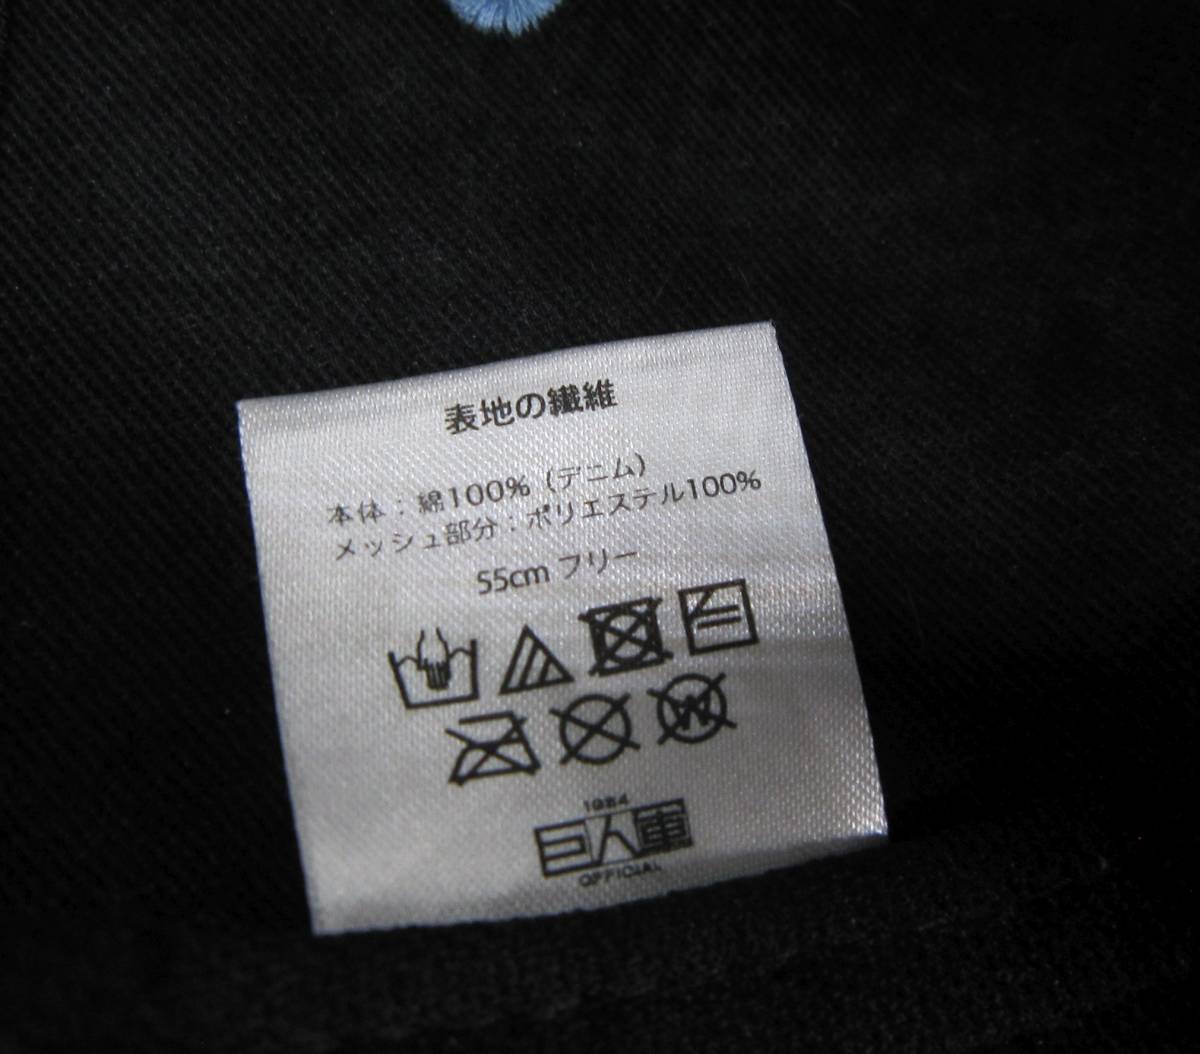 表地の繊維
本体：綿100%（デニム）
メッシュ部分：ポリエステル100%
55cm フリー
W
1984
巨人軍
OFFICIAL